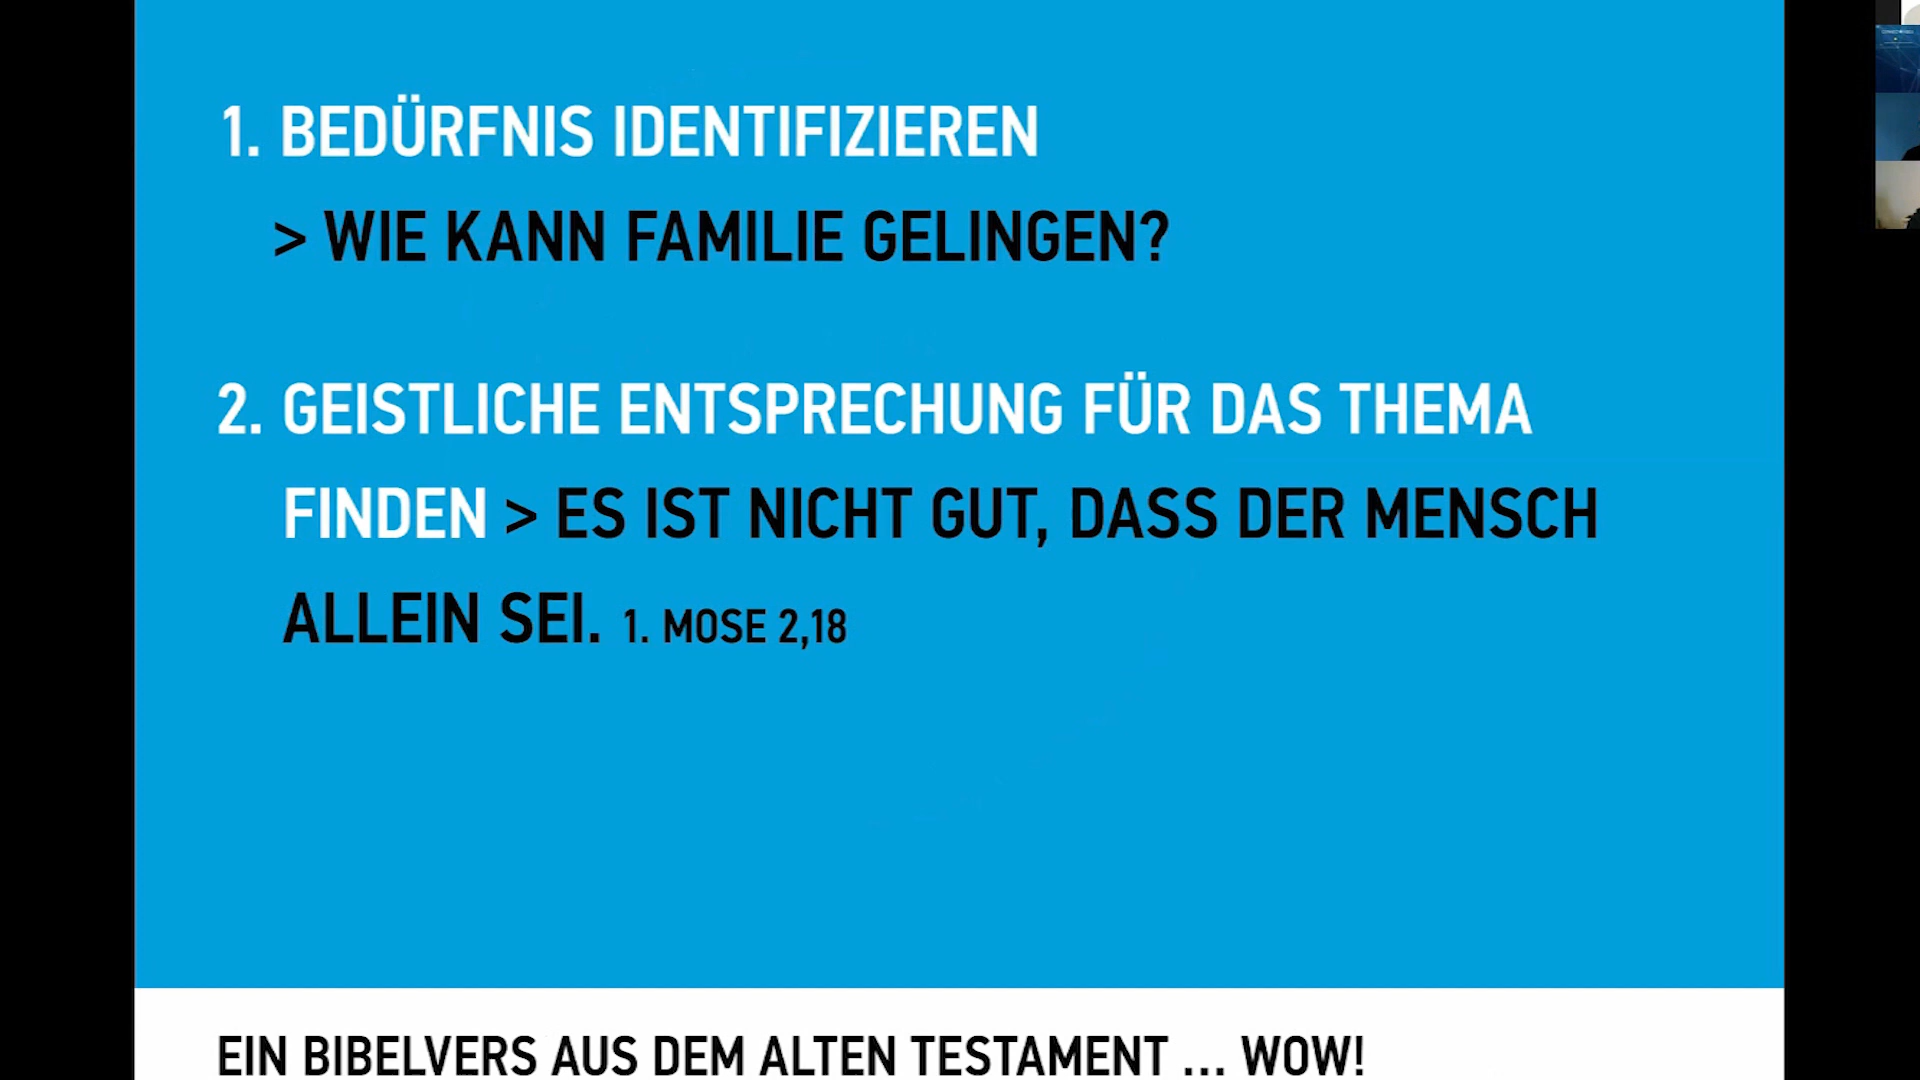 1. BEDÜRFNIS IDENTIFIZIEREN
> WIE KANN FAMILIE GELINGEN?
2. GEISTLICHE ENTSPRECHUNG FÜR DAS THEMA
FINDEN > ES IST NICHT GUT, DASS DER MENSCH
ALLEIN SEI. 1. MOSE 2,18
EIN BIBELVERS AUS DEM ALTEN TESTAMENT ... WOW!